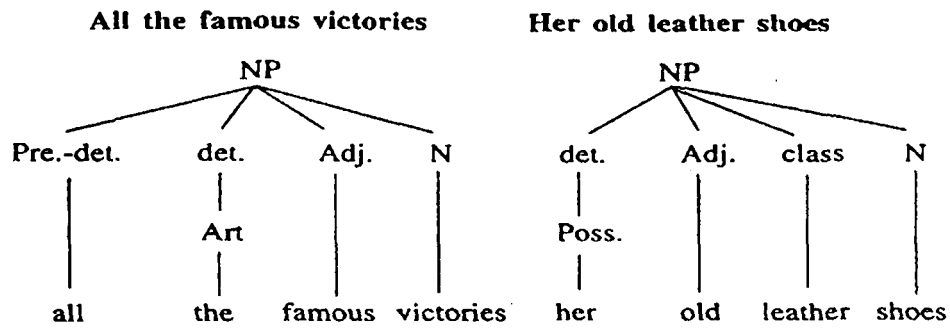 All the famous victories Her old leather shoes
NP NP
Pre.-det. det. Adj. N det. Adj. class N
Art Poss.
all the famous victories her old leather shoes